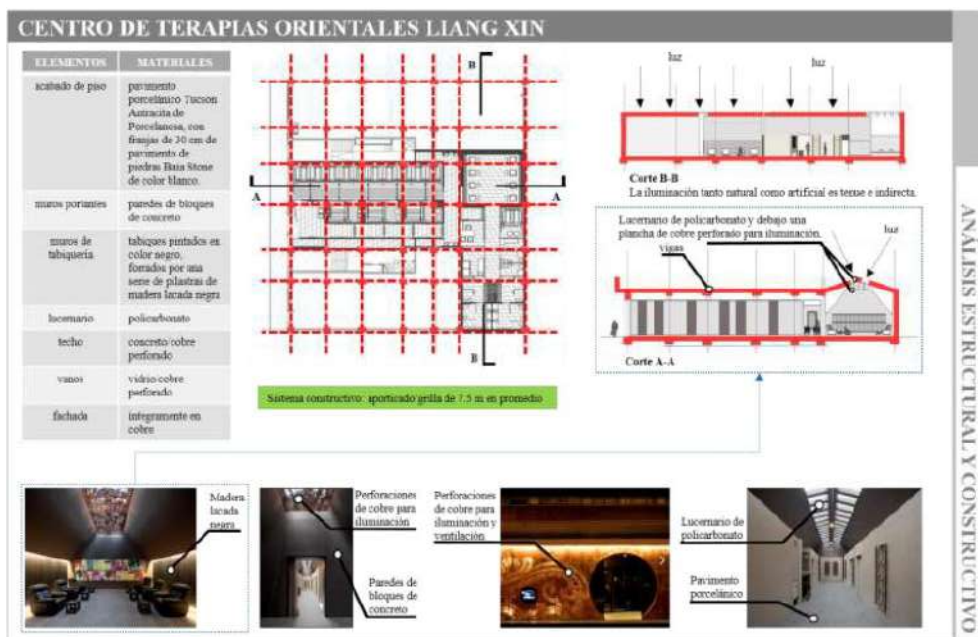 CENTRO DE TERAPIAS ORIENTALES LIANG XIN
ELEMENTOS
MATERIALES
acabado de piso
pavimento
porcelánico Tucson
Antracita de
Porcelanosa, con
franjas de 30 cm de
pavimento de
piedras Baia Stone
de color blanco.
muros portantes
paredes de bloques
de concreto
muros de
tabiquería
tabiques pintados en
color negro,
forrados por una
serie de pilastras de
madera lacada negra
lucernario
policarbonato
techo
concreto/cobre
perforado
vanos
vidrio/cobre
perforado
fachada
íntegramente en
cobre
B
A
A
B
Sistema constructivo: aporticado/grilla de 7.5 m en promedio
luz
luz
Corte B-B
La iluminación tanto natural como artificial es tenue e indirecta.
Lucernario de policarbonato y debajo una
plancha de cobre perforado para iluminación.
vigas
luz
Corte A-A
Madera
lacada
negra
Perforaciones
de cobre para
iluminación
Paredes de
bloques de
concreto
Perforaciones
de cobre para
iluminación y
ventilación
Lucernario de
policarbonato
Pavimento
porcelánico
ANÁLISIS ESTRUCTURAL Y CONSTRUCTIVO